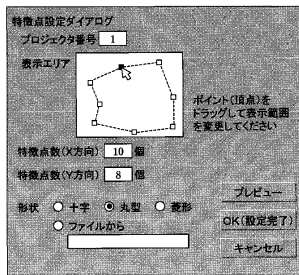 特徴点設定ダイアログ
プロジェクタ番号 1
表示エリア
ポイント(頂点)を
ドラッグして表示範囲
を変更してください
特徴点数(X方向) 10 個
特徴点数(Y方向) 8 個
形状 十字 丸型 菱形
ファイルから
プレビュー
OK(設定完了)
キャンセル